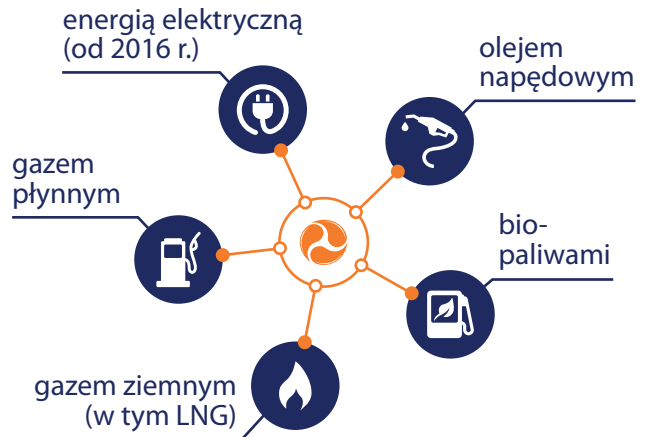 energią elektryczną
(od 2016 r.)
olejem
napędowym
gazem
płynnym
bio-
paliwami
gazem ziemnym
(w tym LNG)